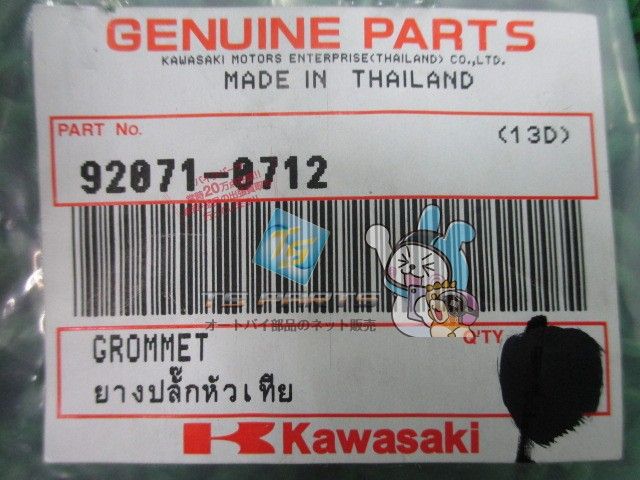 GENUINE PARTS
KAWASAKI MOTORS ENTERPRISE(THAILAND) CO.,LTD.
MADE IN THAILAND
PART No.
(13D)
92071-0712
TS PARTS
オートバイ部品のネット販売
GROMMET
Q'TY
ยางปลั๊กหัวเทีย
Kawasaki